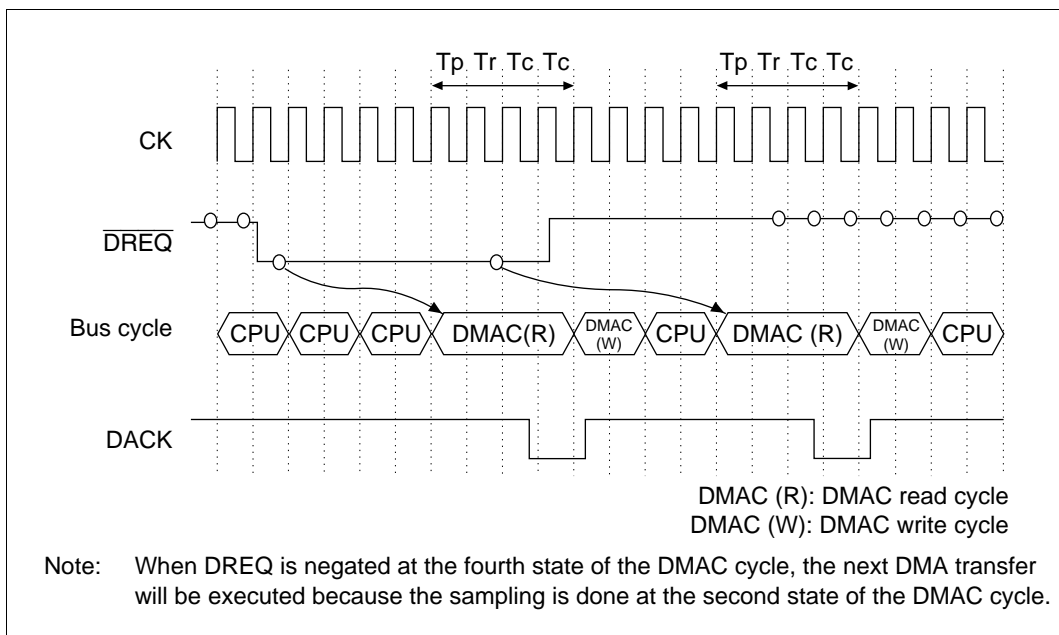 Tp Tr Tc Tc Tp Tr Tc Tc
CK
DREQ
Bus cycle CPU CPU CPU DMAC(R) DMAC (W) CPU DMAC (R) DMAC (W) CPU
DACK
DMAC (R): DMAC read cycle
DMAC (W): DMAC write cycle
Note: When DREQ is negated at the fourth state of the DMAC cycle, the next DMA transfer
will be executed because the sampling is done at the second state of the DMAC cycle.